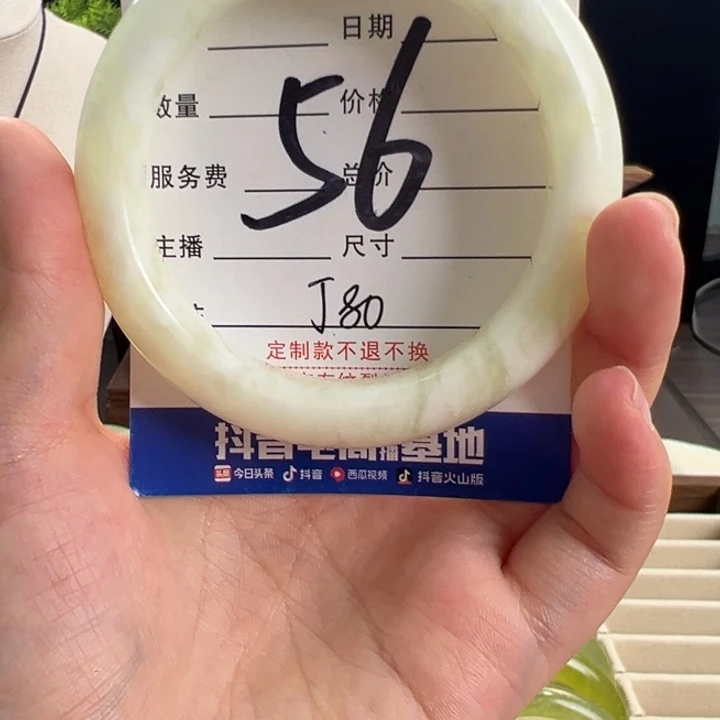 日期
数量 价格
56
服务费 总价
主播 尺寸
J80
定制款不退不换
抖音电商直播基地
头条 今日头条 抖音 西瓜视频 抖音火山版